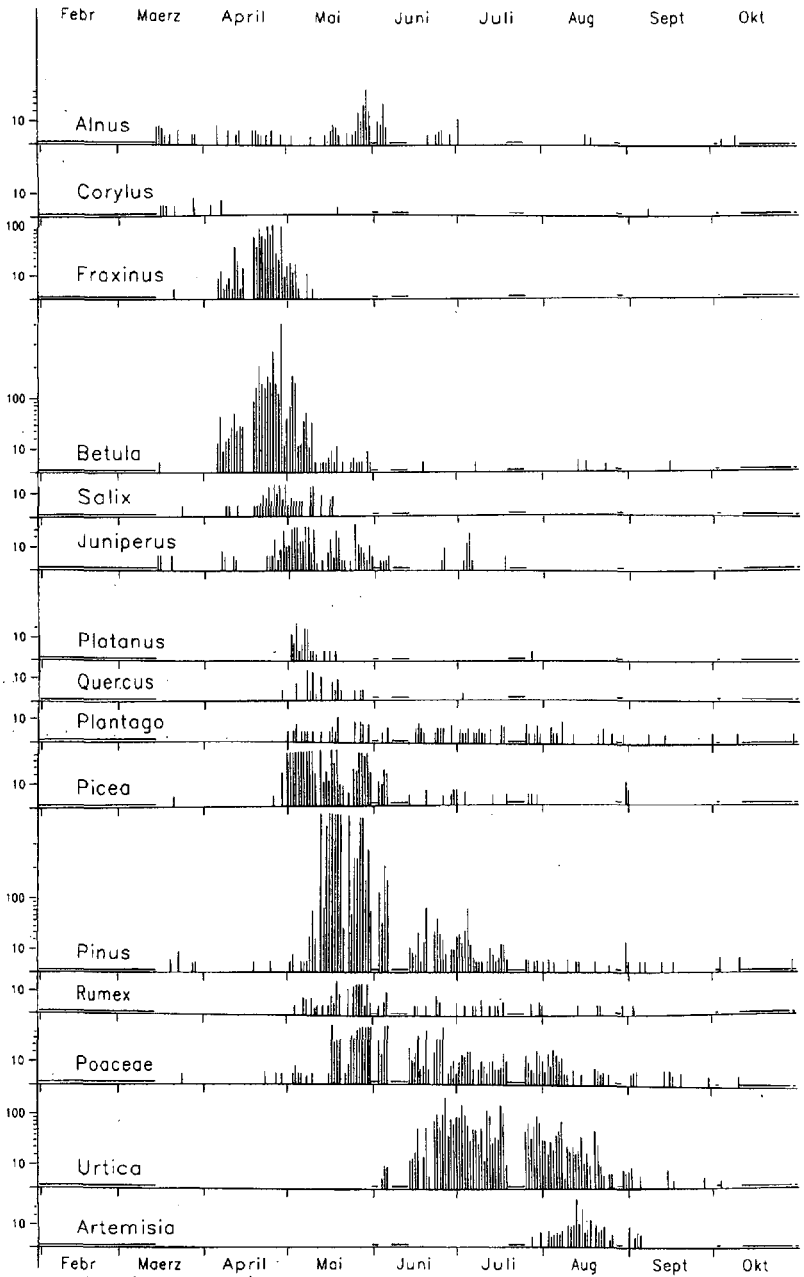 Febr Maerz April Mai Juni Juli Aug Sept Okt
10 Alnus
10 Corylus
100
10 Fraxinus
100
10 Betula
10 Salix
10 Juniperus
10 Platanus
10 Quercus
10 Plantago
10 Picea
100
10 Pinus
10 Rumex
10 Poaceae
100
10 Urtica
10 Artemisia
Febr Maerz April Mai Juni Juli Aug Sept Okt